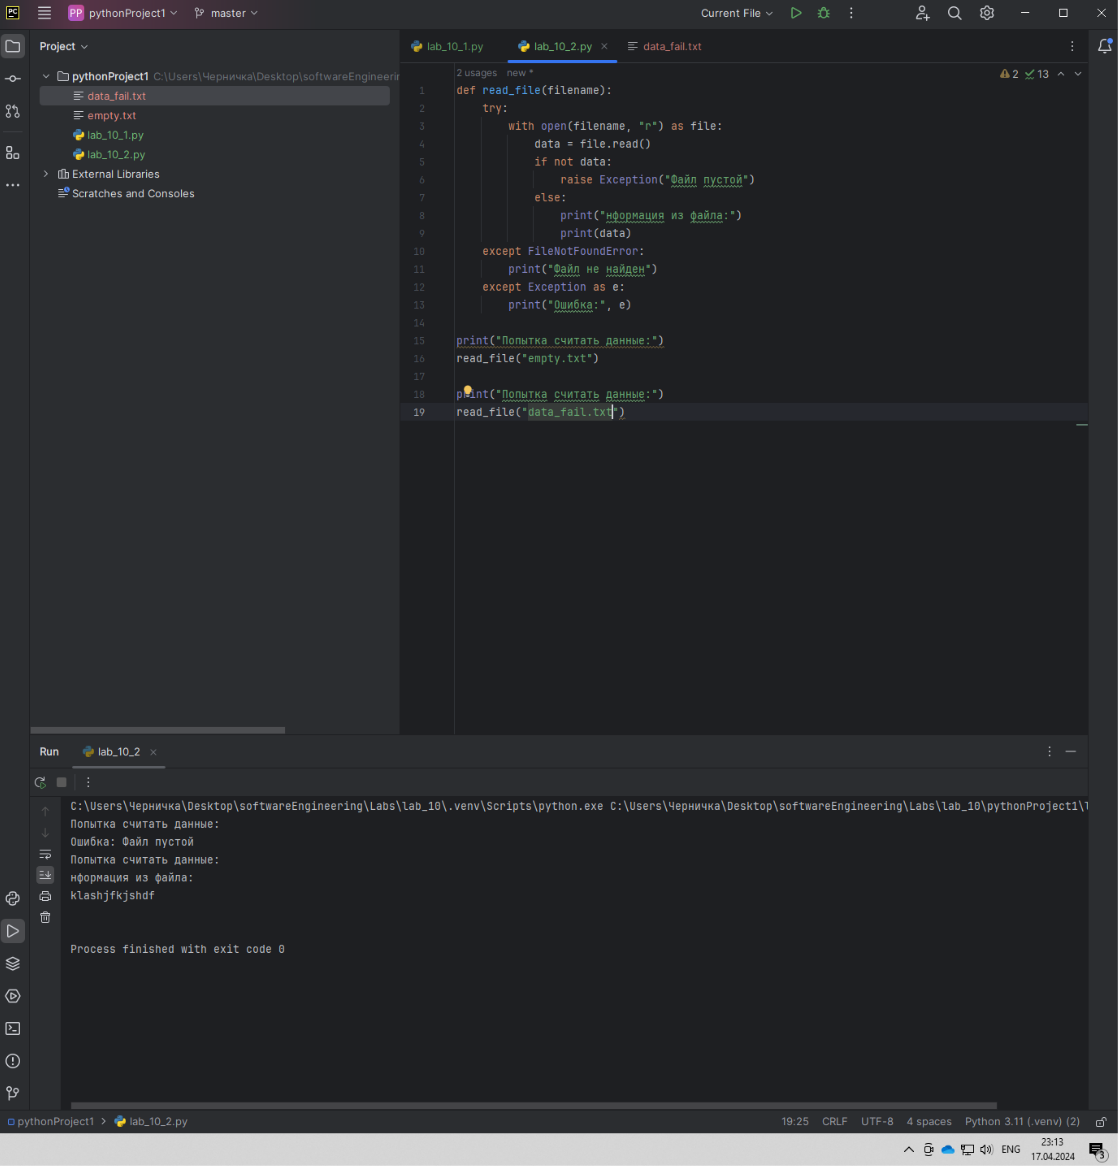 PC PP pythonProject1 master Current File
Project
lab_10_1.py lab_10_2.py data_fail.txt
pythonProject1 C:\Users\Черничка\Desktop\softwareEngineerin
data_fail.txt
empty.txt
lab_10_1.py
lab_10_2.py
External Libraries
Scratches and Consoles
2 usages new *
2 13
1 def read_file(filename):
2 try:
3 with open(filename, "r") as file:
4 data = file.read()
5 if not data:
6 raise Exception("Файл пустой")
7 else:
8 print("нформация из файла:")
9 print(data)
10 except FileNotFoundError:
11 print("Файл не найден")
12 except Exception as e:
13 print("Ошибка:", e)
14
15 print("Попытка считать данные:")
16 read_file("empty.txt")
17
18 print("Попытка считать данные:")
19 read_file("data_fail.txt")
Run lab_10_2
C:\Users\Черничка\Desktop\softwareEngineering\Labs\lab_10\.venv\Scripts\python.exe C:\Users\Черничка\Desktop\softwareEngineering\Labs\lab_10\pythonProject1\l
Попытка считать данные:
Ошибка: Файл пустой
Попытка считать данные:
нформация из файла:
klashjfkjshdf
Process finished with exit code 0
pythonProject1 lab_10_2.py 19:25 CRLF UTF-8 4 spaces Python 3.11 (.venv) (2)
ENG 23:13
17.04.2024 3